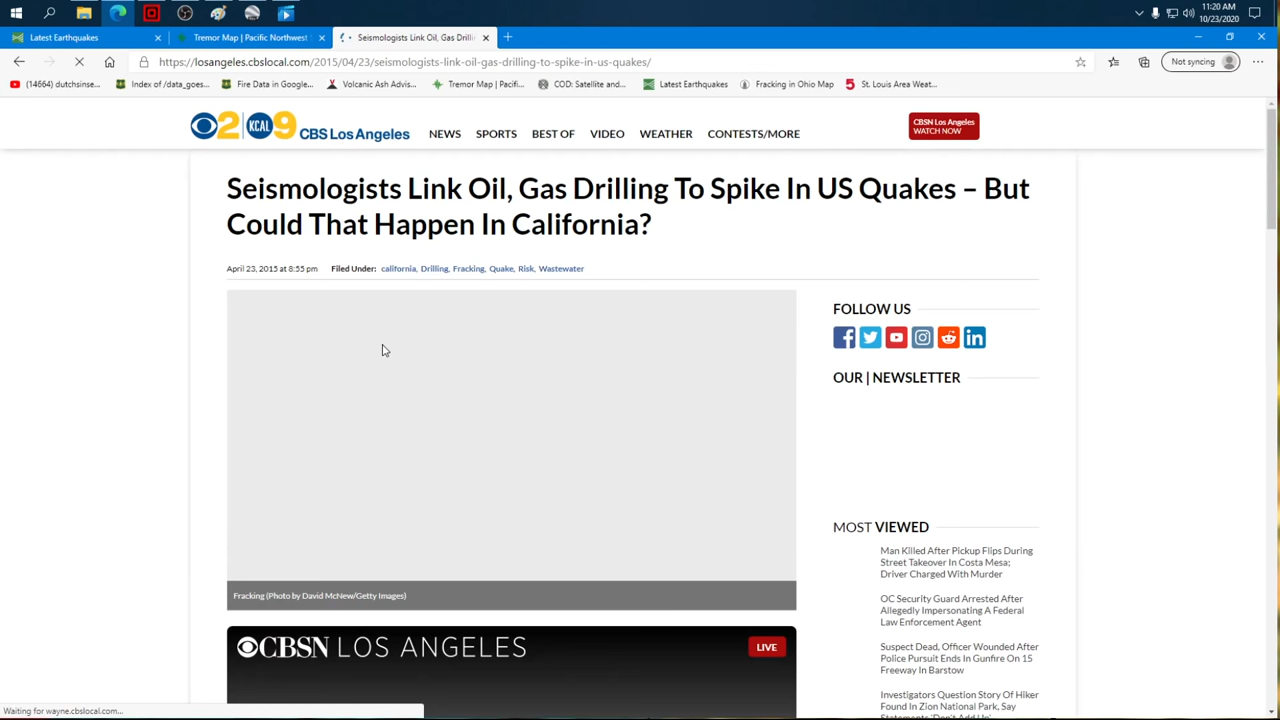 11:20 AM
10/23/2020
Latest Earthquakes
Tremor Map | Pacific Northwest
Seismologists Link Oil, Gas Drillin
https://losangeles.cbslocal.com/2015/04/23/seismologists-link-oil-gas-drilling-to-spike-in-us-quakes/
Not syncing
(14664) dutchsinse...
Index of /data_goes...
Fire Data in Google...
Volcanic Ash Advis...
Tremor Map | Pacifi...
COD: Satellite and...
Latest Earthquakes
Fracking in Ohio Map
St. Louis Area Weat...
2 KCAL 9 CBS Los Angeles
NEWS SPORTS BEST OF VIDEO WEATHER CONTESTS/MORE
CBSN Los Angeles
WATCH NOW
Seismologists Link Oil, Gas Drilling To Spike In US Quakes – But
Could That Happen In California?
April 23, 2015 at 8:55 pm Filed Under: california, Drilling, Fracking, Quake, Risk, Wastewater
Fracking (Photo by David McNew/Getty Images)
CBSN LOS ANGELES
LIVE
FOLLOW US
OUR | NEWSLETTER
MOST VIEWED
Man Killed After Pickup Flips During
Street Takeover In Costa Mesa;
Driver Charged With Murder
OC Security Guard Arrested After
Allegedly Impersonating A Federal
Law Enforcement Agent
Suspect Dead, Officer Wounded After
Police Pursuit Ends In Gunfire On 15
Freeway In Barstow
Investigators Question Story Of Hiker
Found In Zion National Park, Say
Statements 'Don't Add Up'
Waiting for wayne.cbslocal.com...